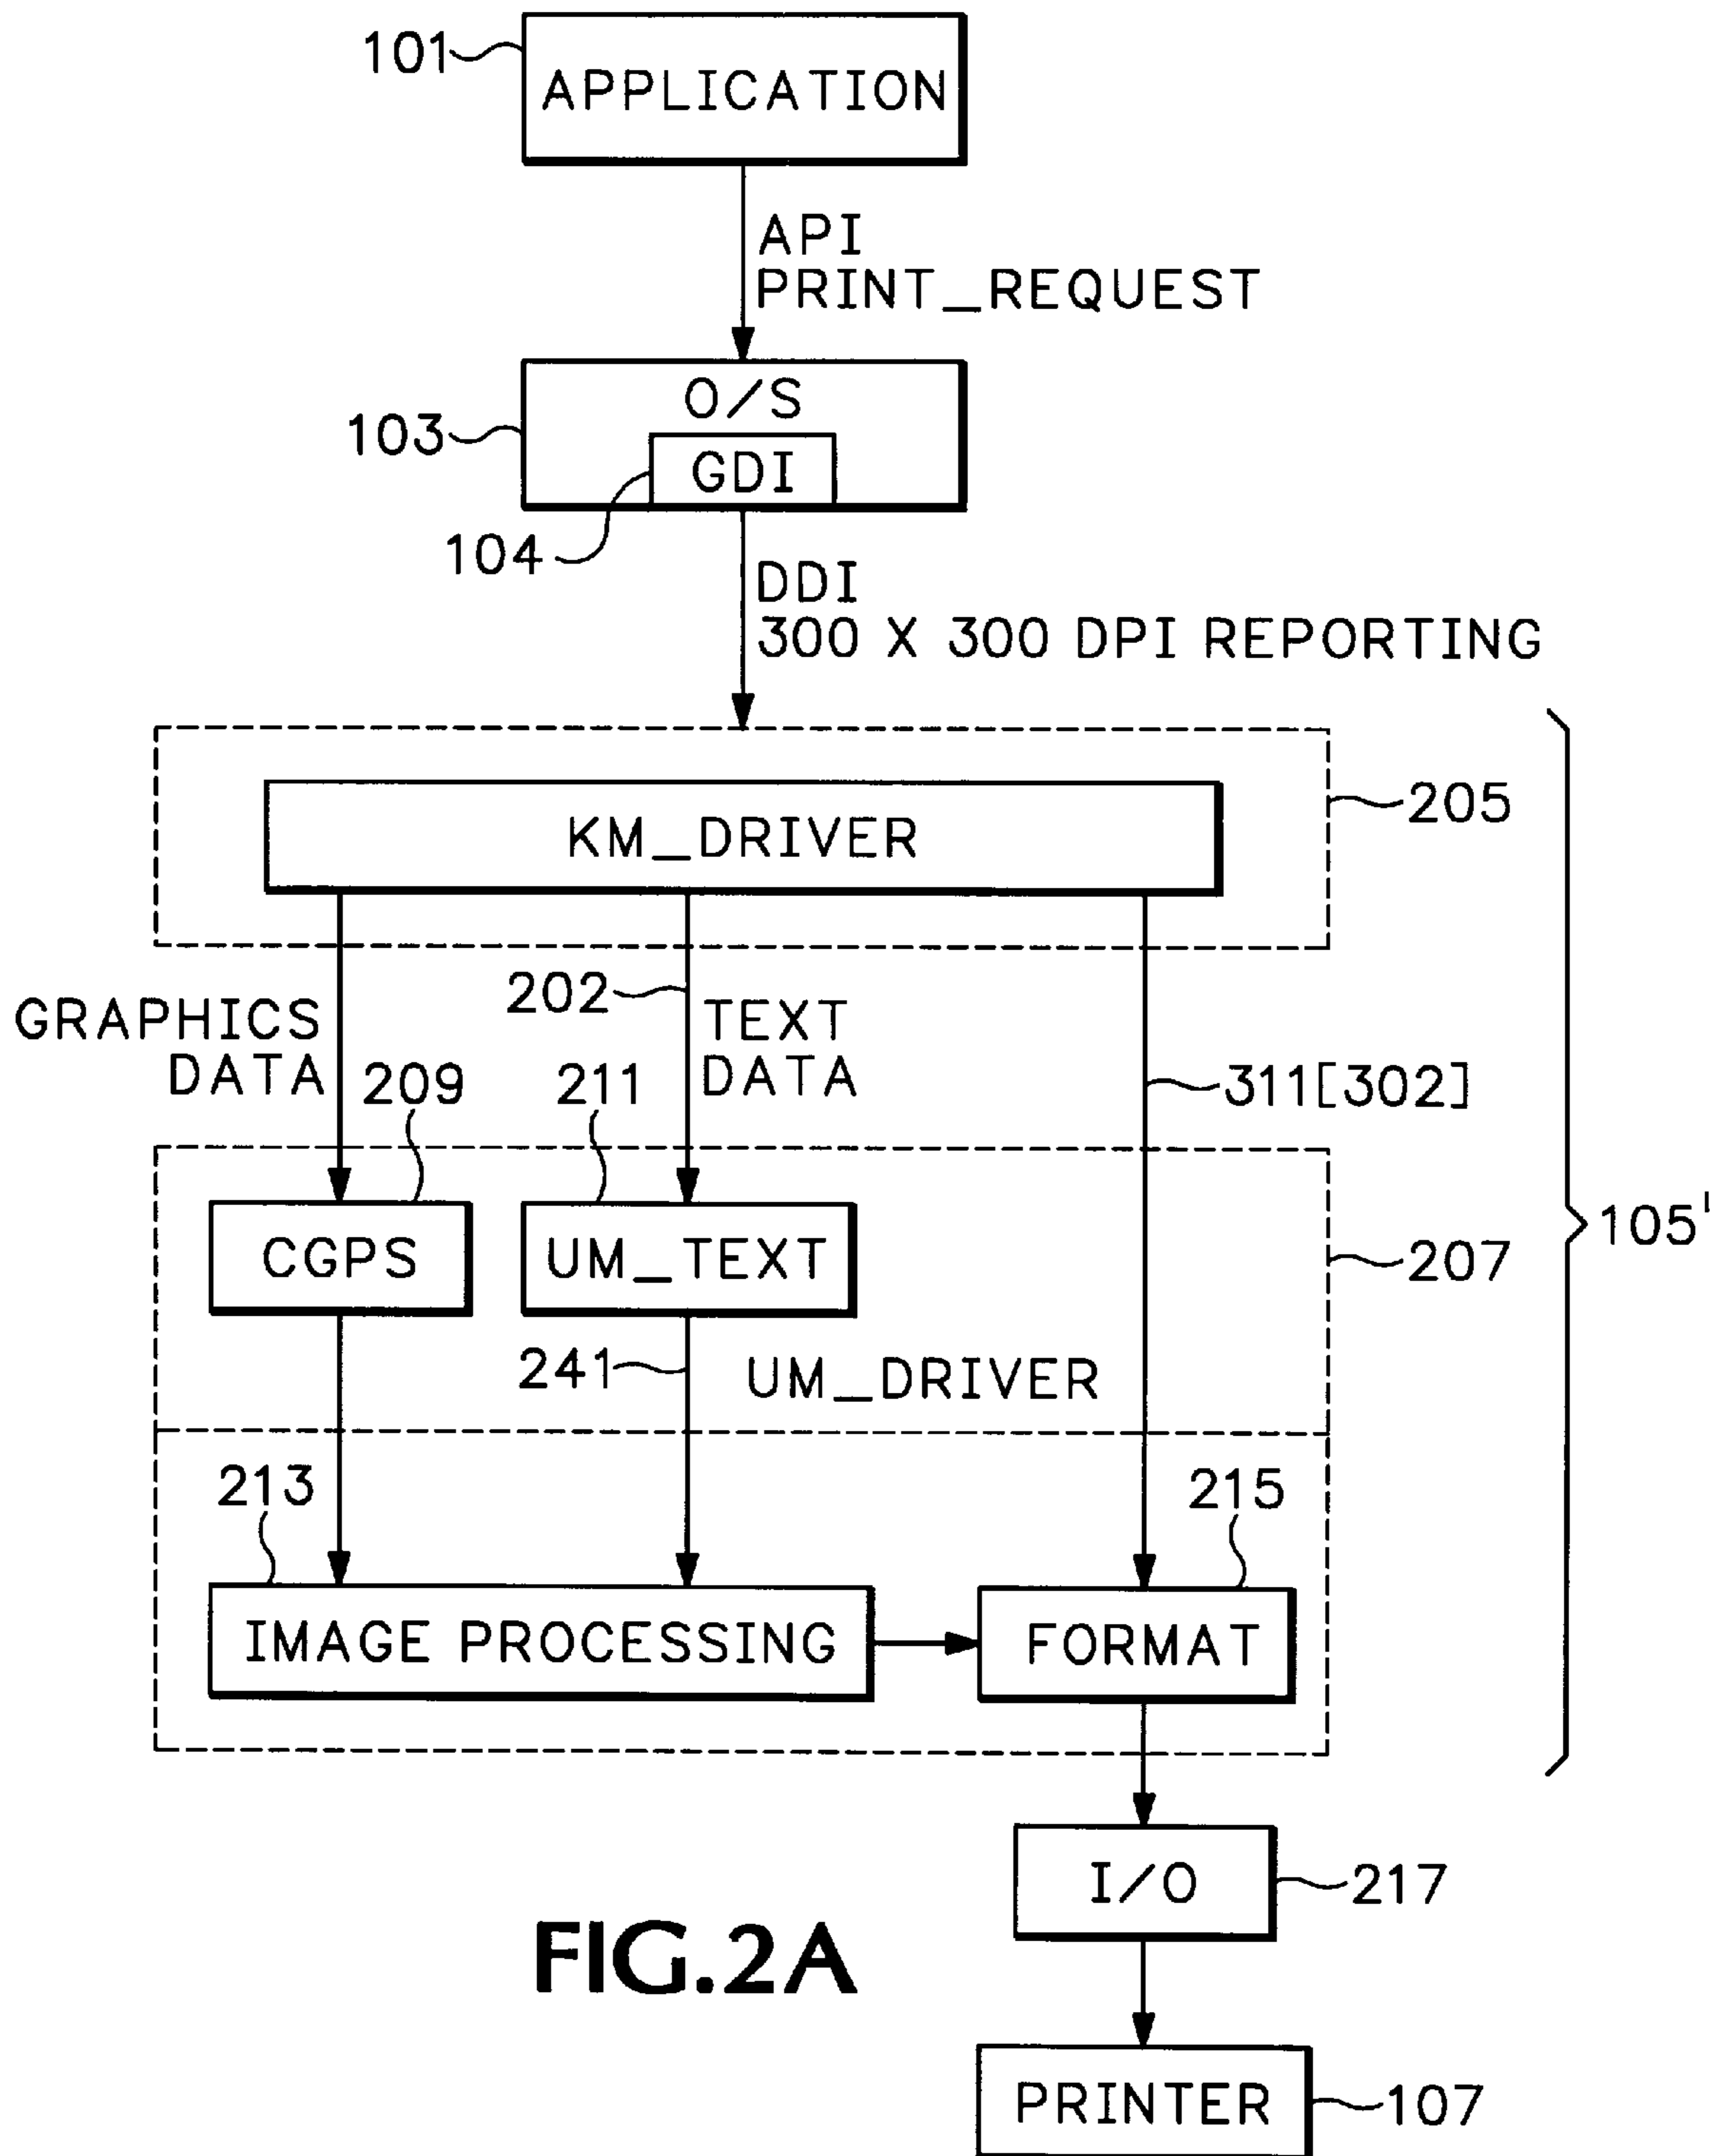 101
APPLICATION
API
PRINT_REQUEST
O/S
103
GDI
104
DDI
300 X 300 DPI REPORTING
205
KM_DRIVER
202
GRAPHICS
DATA
TEXT
DATA
209
211
311[302]
105'
CGPS
UM_TEXT
207
241
UM_DRIVER
213
215
IMAGE PROCESSING
FORMAT
I/O
217
FIG.2A
PRINTER
107